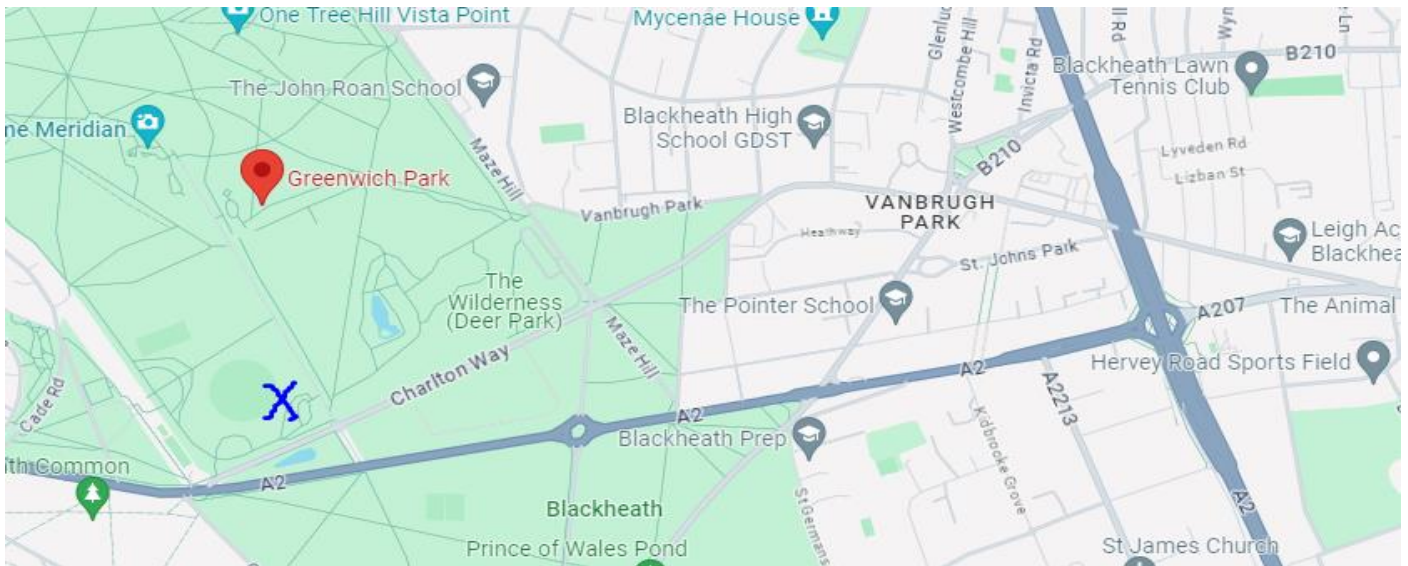 One Tree Hill Vista Point
Mycenae House
Westcombe Hill
Invicta Rd
B210
The John Roan School
Blackheath Lawn
Tennis Club
me Meridian
Blackheath High
School GDST
Maze Hill
B210
Lyveden Rd
Lizban St
Greenwich Park
Vanbrugh Park
VANBRUGH
PARK
Heathway
Leigh Ac
Blackhea
St. Johns Park
The
Wilderness
(Deer Park)
The Pointer School
A207
The Animal
Maze Hill
Charlton Way
Hervey Road Sports Field
A2
A2213
Cade Rd
X
A2
Kidbrooke Grove
Blackheath Prep
ith Common
A2
A2
Blackheath
St Germans
Prince of Wales Pond
St James Church